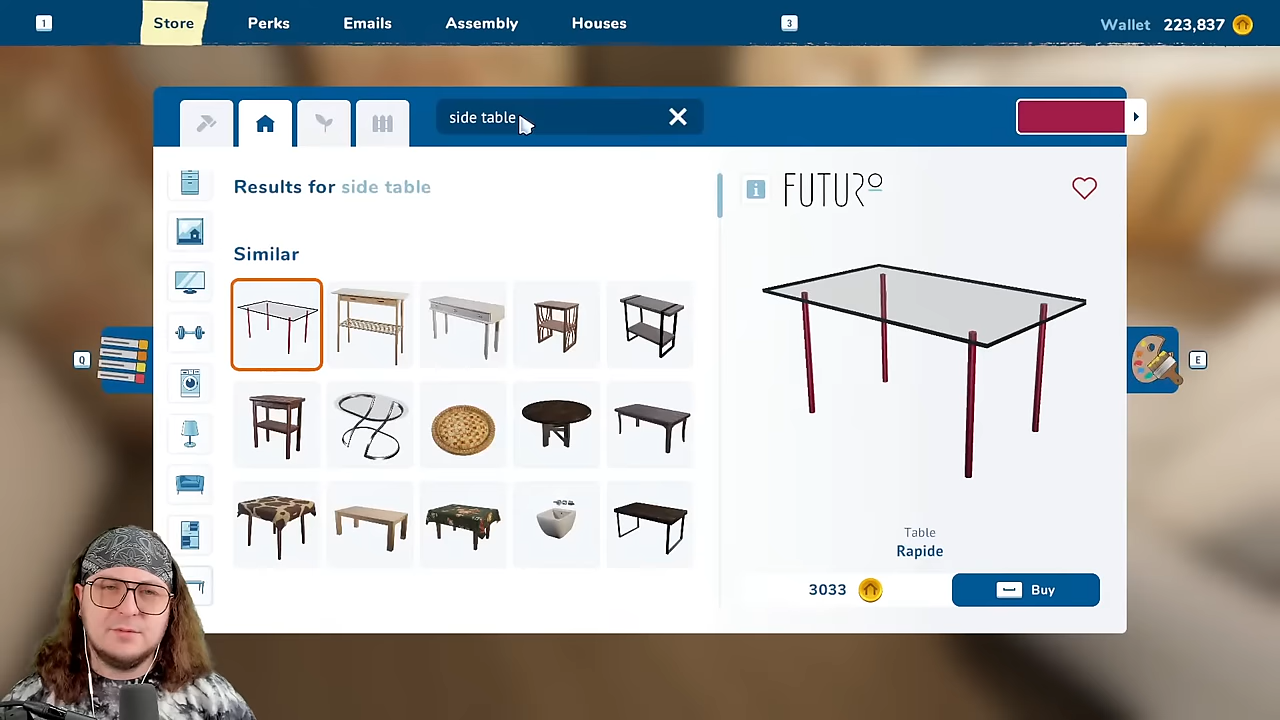 1
Store
Perks
Emails
Assembly
Houses
3
Wallet 223,837
side table
Results for side table
i FUTURO
Similar
Q
E
Table
Rapide
3033
Buy